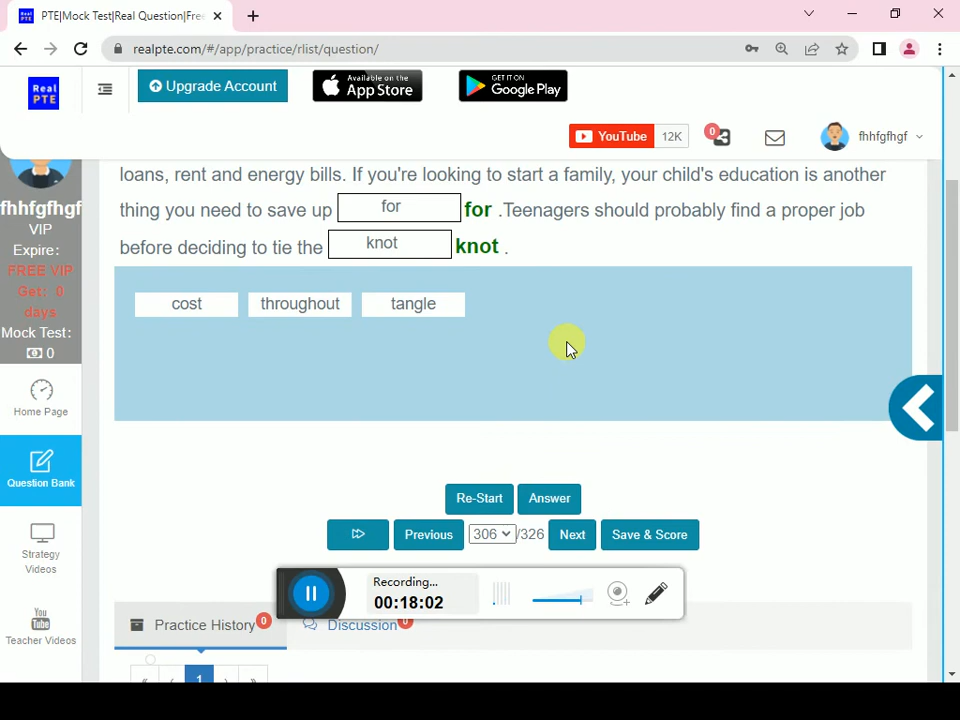 PTE|Mock Test|Real Question|Fre
realpte.com/#/app/practice/rlist/question/
Real
PTE
Upgrade Account
Available on the
App Store
GET IT ON
Google Play
YouTube
12K
0
fhhfgfhgf
fhhfgfhgf
VIP
Expire:
FREE VIP
Get: 0
days
Mock Test:
0
Home Page
Question Bank
Strategy
Videos
You
Tube
Teacher Videos
loans, rent and energy bills. If you're looking to start a family, your child's education is another
thing you need to save up for for .Teenagers should probably find a proper job
before deciding to tie the knot knot .
cost throughout tangle
Re-Start Answer
Previous 306 /326 Next Save & Score
Recording...
00:18:02
Practice History 0 Discussion 0
« ‹ 1 › »